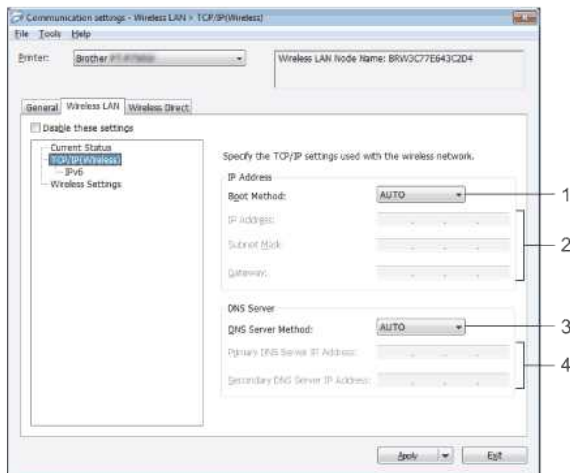 Communication settings - Wireless LAN > TCP/IP(Wireless)
File Tools Help
Printer: Brother
Wireless LAN Node Name: BRW3C77E643C2D4
General Wireless LAN Wireless Direct
Disable these settings
Current Status
TCP/IP(Wireless)
IPv6
Wireless Settings
Specify the TCP/IP settings used with the wireless network.
IP Address
Boot Method: AUTO 1
IP Address:
Subnet Mask 2
Gateway:
DNS Server
DNS Server Method: AUTO 3
Primary DNS Server IP Address: 4
Secondary DNS Server IP Address:
Apply Exit